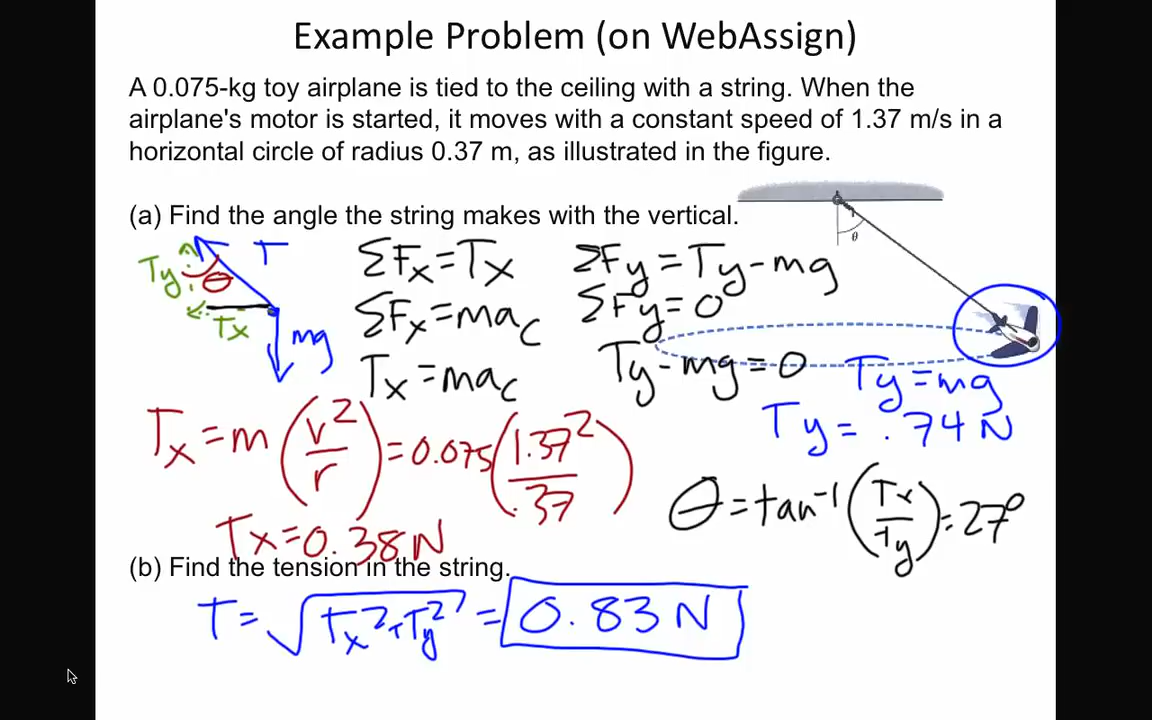 Example Problem (on WebAssign)
A 0.075-kg toy airplane is tied to the ceiling with a string. When the
airplane's motor is started, it moves with a constant speed of 1.37 m/s in a
horizontal circle of radius 0.37 m, as illustrated in the figure.
(a) Find the angle the string makes with the vertical.
θ
T
Ty
θ
Tx
mg
ΣFx=Tx
ΣFx=mac
Tx=mac
ΣFy=Ty-mg
ΣFy=0
Ty-mg=0
Ty=mg
Ty=.74N
Tx=m(v²/r)=0.075(1.37²/.37)
Tx=0.38N
θ=tan⁻¹(Tx/Ty)=27°
(b) Find the tension in the string.
T=√Tx²+Ty²=0.83N